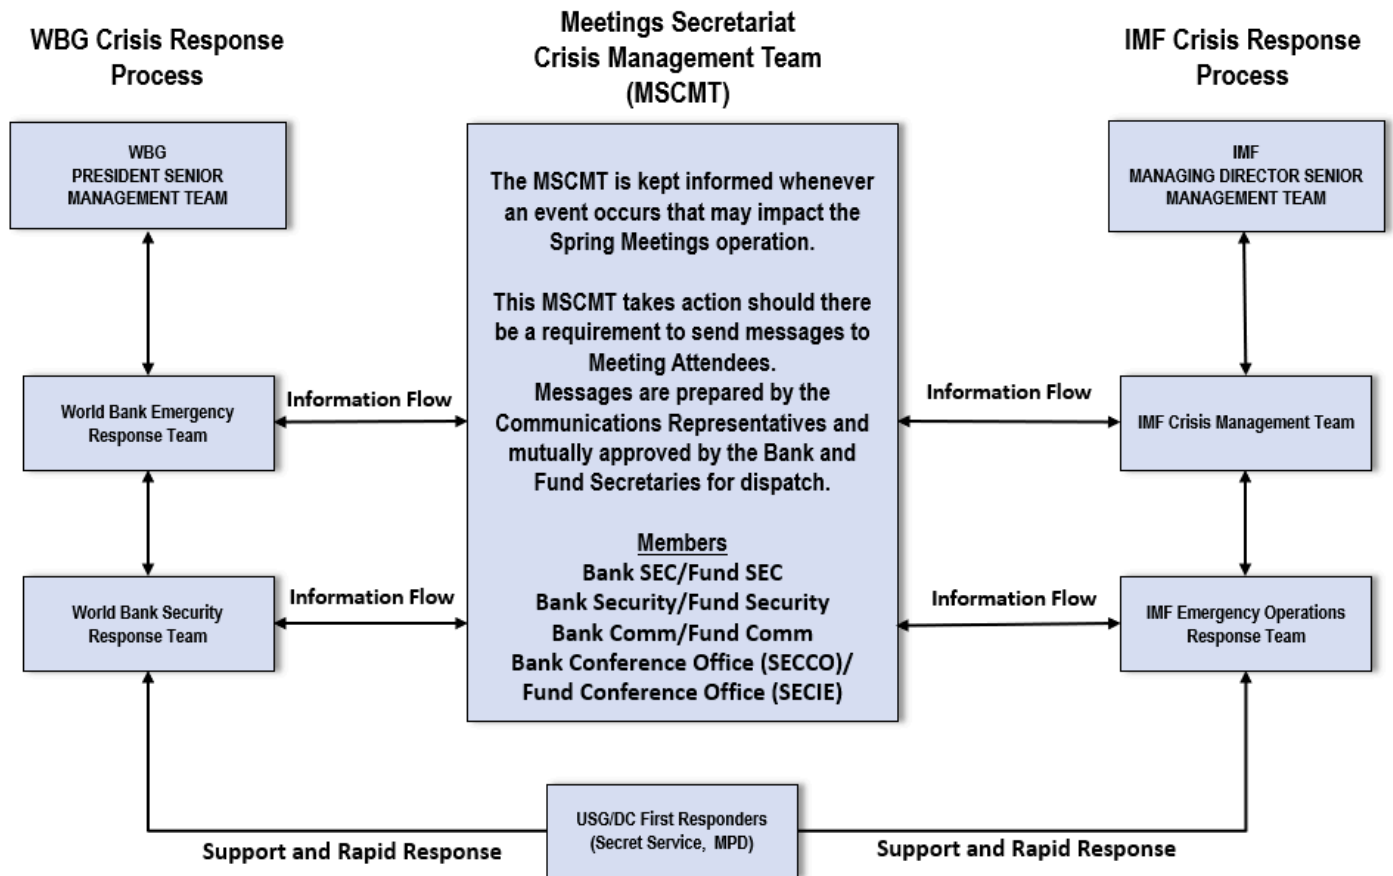 WBG Crisis Response
Process
Meetings Secretariat
Crisis Management Team
(MSCMT)
IMF Crisis Response
Process
WBG
PRESIDENT SENIOR
MANAGEMENT TEAM
The MSCMT is kept informed whenever
an event occurs that may impact the
Spring Meetings operation.
This MSCMT takes action should there
be a requirement to send messages to
Meeting Attendees.
Messages are prepared by the
Communications Representatives and
mutually approved by the Bank and
Fund Secretaries for dispatch.
Members
Bank SEC/Fund SEC
Bank Security/Fund Security
Bank Comm/Fund Comm
Bank Conference Office (SECCO)/
Fund Conference Office (SECIE)
IMF
MANAGING DIRECTOR SENIOR
MANAGEMENT TEAM
World Bank Emergency
Response Team
Information Flow
Information Flow
IMF Crisis Management Team
World Bank Security
Response Team
Information Flow
Information Flow
IMF Emergency Operations
Response Team
USG/DC First Responders
(Secret Service, MPD)
Support and Rapid Response
Support and Rapid Response